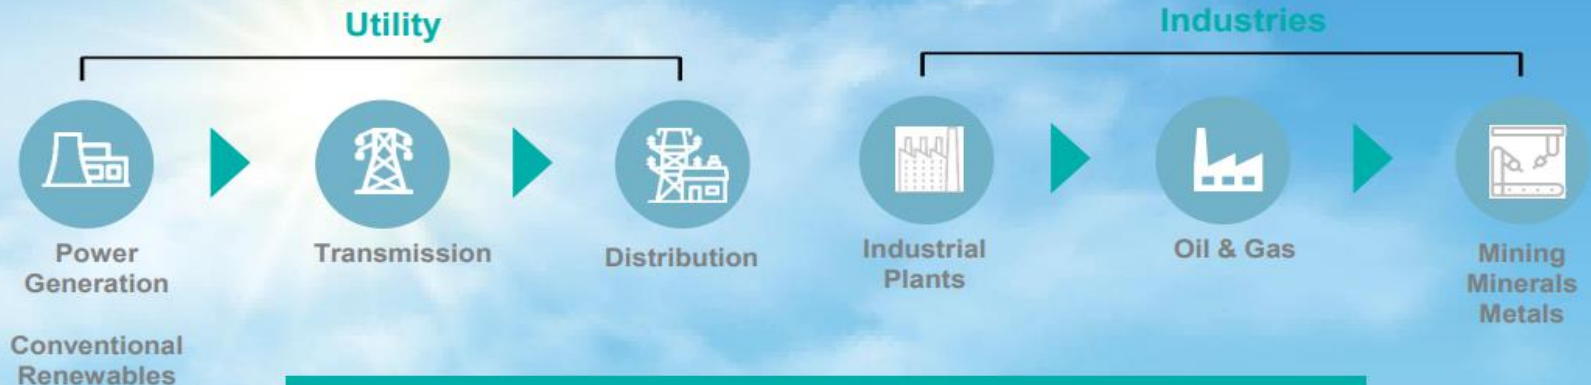 Utility
Industries
Power
Generation
Conventional
Renewables
Transmission
Distribution
Industrial
Plants
Oil & Gas
Mining
Minerals
Metals